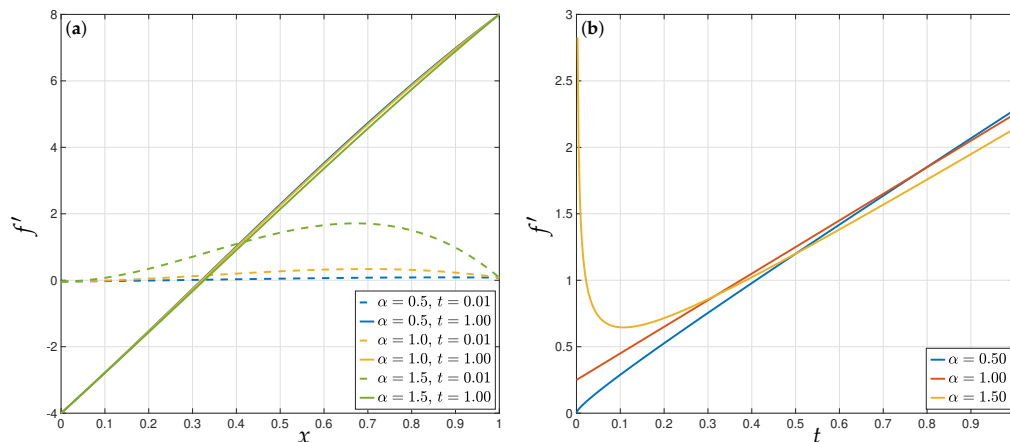 (a)
8
6
4
2
0
-2
-4
0 0.1 0.2 0.3 0.4 0.5 0.6 0.7 0.8 0.9 1
x
f′
α = 0.5, t = 0.01
α = 0.5, t = 1.00
α = 1.0, t = 0.01
α = 1.0, t = 1.00
α = 1.5, t = 0.01
α = 1.5, t = 1.00
(b)
3
2.5
2
1.5
1
0.5
0
0 0.1 0.2 0.3 0.4 0.5 0.6 0.7 0.8 0.9
t
f′
α = 0.50
α = 1.00
α = 1.50